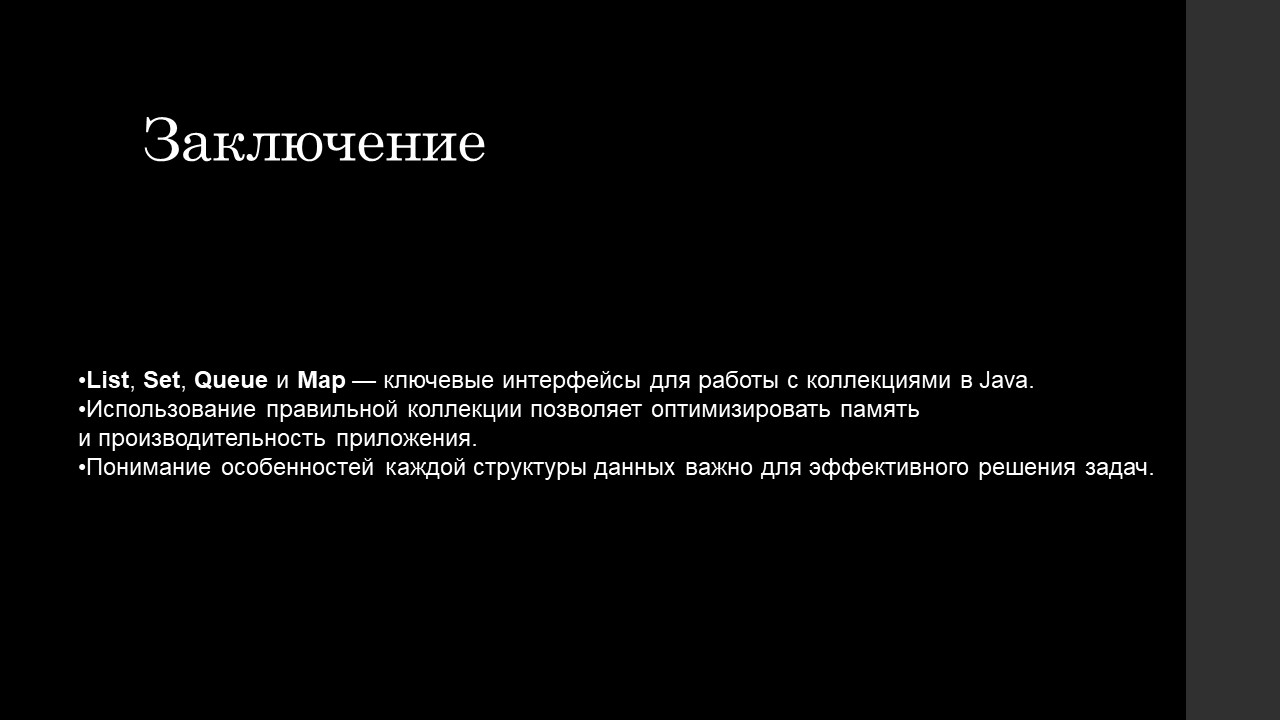 Заключение
•List, Set, Queue и Map — ключевые интерфейсы для работы с коллекциями в Java.
•Использование правильной коллекции позволяет оптимизировать память
и производительность приложения.
•Понимание особенностей каждой структуры данных важно для эффективного решения задач.